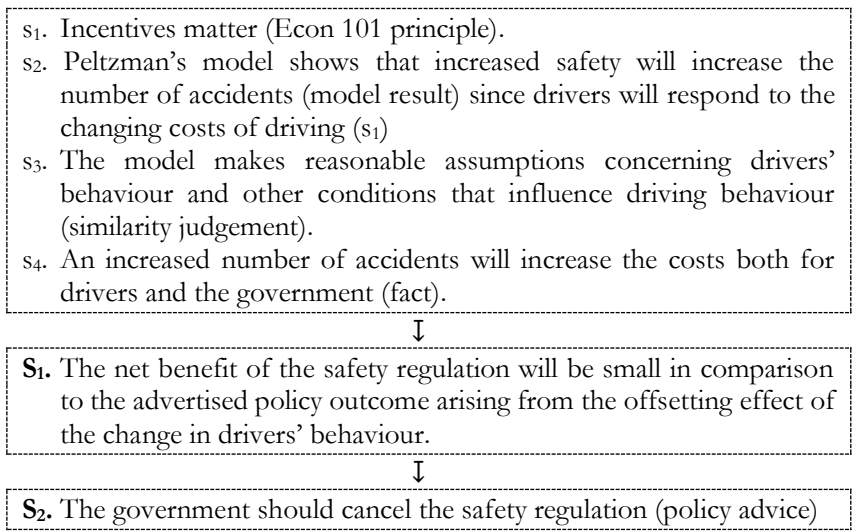 s₁. Incentives matter (Econ 101 principle).
s₂. Peltzman’s model shows that increased safety will increase the
number of accidents (model result) since drivers will respond to the
changing costs of driving (s₁)
s₃. The model makes reasonable assumptions concerning drivers’
behaviour and other conditions that influence driving behaviour
(similarity judgement).
s₄. An increased number of accidents will increase the costs both for
drivers and the government (fact).
↧
S₁. The net benefit of the safety regulation will be small in comparison
to the advertised policy outcome arising from the offsetting effect of
the change in drivers’ behaviour.
↧
S₂. The government should cancel the safety regulation (policy advice)